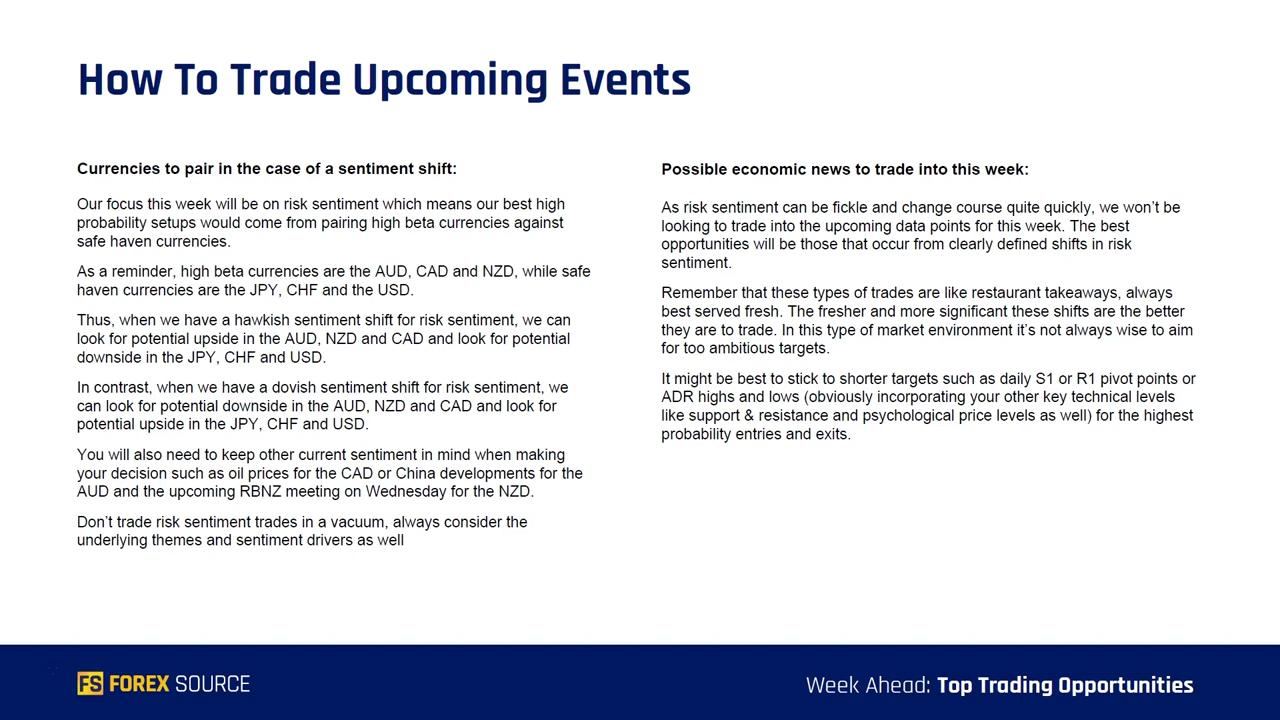 How To Trade Upcoming Events
Currencies to pair in the case of a sentiment shift:
Our focus this week will be on risk sentiment which means our best high
probability setups would come from pairing high beta currencies against
safe haven currencies.
As a reminder, high beta currencies are the AUD, CAD and NZD, while safe
haven currencies are the JPY, CHF and the USD.
Thus, when we have a hawkish sentiment shift for risk sentiment, we can
look for potential upside in the AUD, NZD and CAD and look for potential
downside in the JPY, CHF and USD.
In contrast, when we have a dovish sentiment shift for risk sentiment, we
can look for potential downside in the AUD, NZD and CAD and look for
potential upside in the JPY, CHF and USD.
You will also need to keep other current sentiment in mind when making
your decision such as oil prices for the CAD or China developments for the
AUD and the upcoming RBNZ meeting on Wednesday for the NZD.
Don't trade risk sentiment trades in a vacuum, always consider the
underlying themes and sentiment drivers as well
Possible economic news to trade into this week:
As risk sentiment can be fickle and change course quite quickly, we won't be
looking to trade into the upcoming data points for this week. The best
opportunities will be those that occur from clearly defined shifts in risk
sentiment.
Remember that these types of trades are like restaurant takeaways, always
best served fresh. The fresher and more significant these shifts are the better
they are to trade. In this type of market environment it's not always wise to aim
for too ambitious targets.
It might be best to stick to shorter targets such as daily S1 or R1 pivot points or
ADR highs and lows (obviously incorporating your other key technical levels
like support & resistance and psychological price levels as well) for the highest
probability entries and exits.
FS FOREX SOURCE
Week Ahead: Top Trading Opportunities